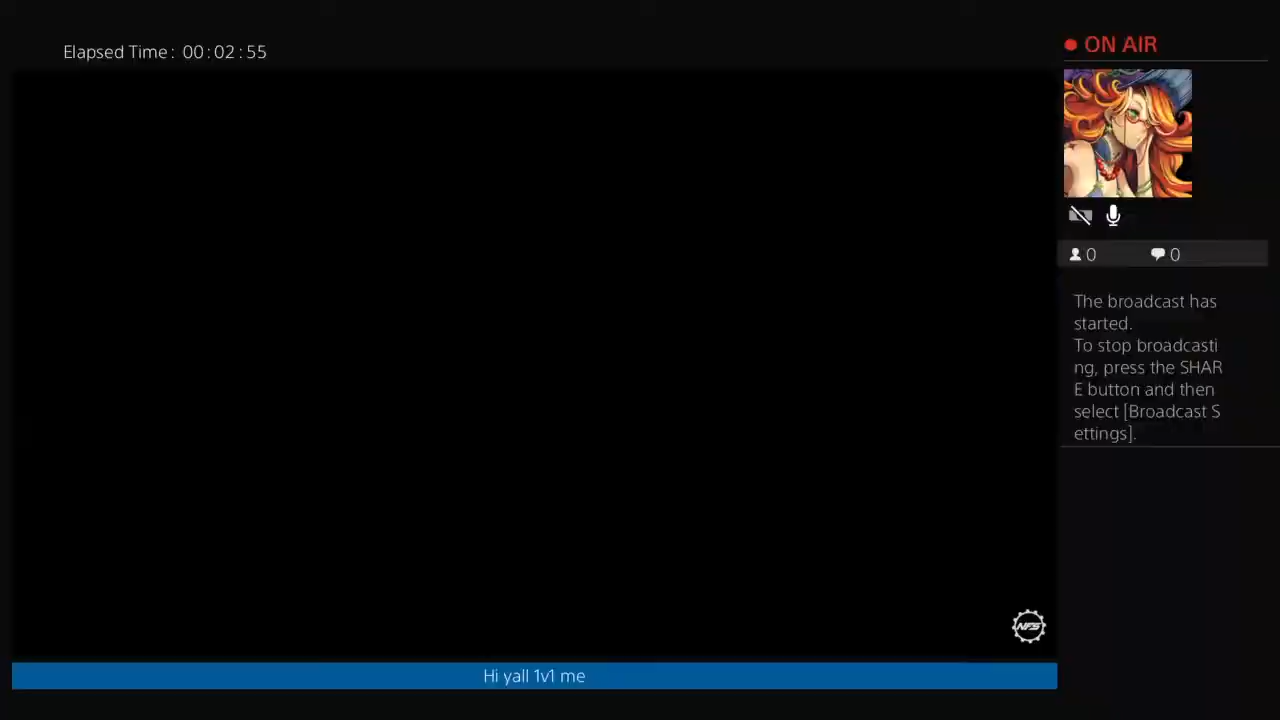 Elapsed Time: 00:02:55
ON AIR
0
0
The broadcast has
started.
To stop broadcasti
ng, press the SHAR
E button and then
select [Broadcast S
ettings].
NFS
Hi yall 1v1 me